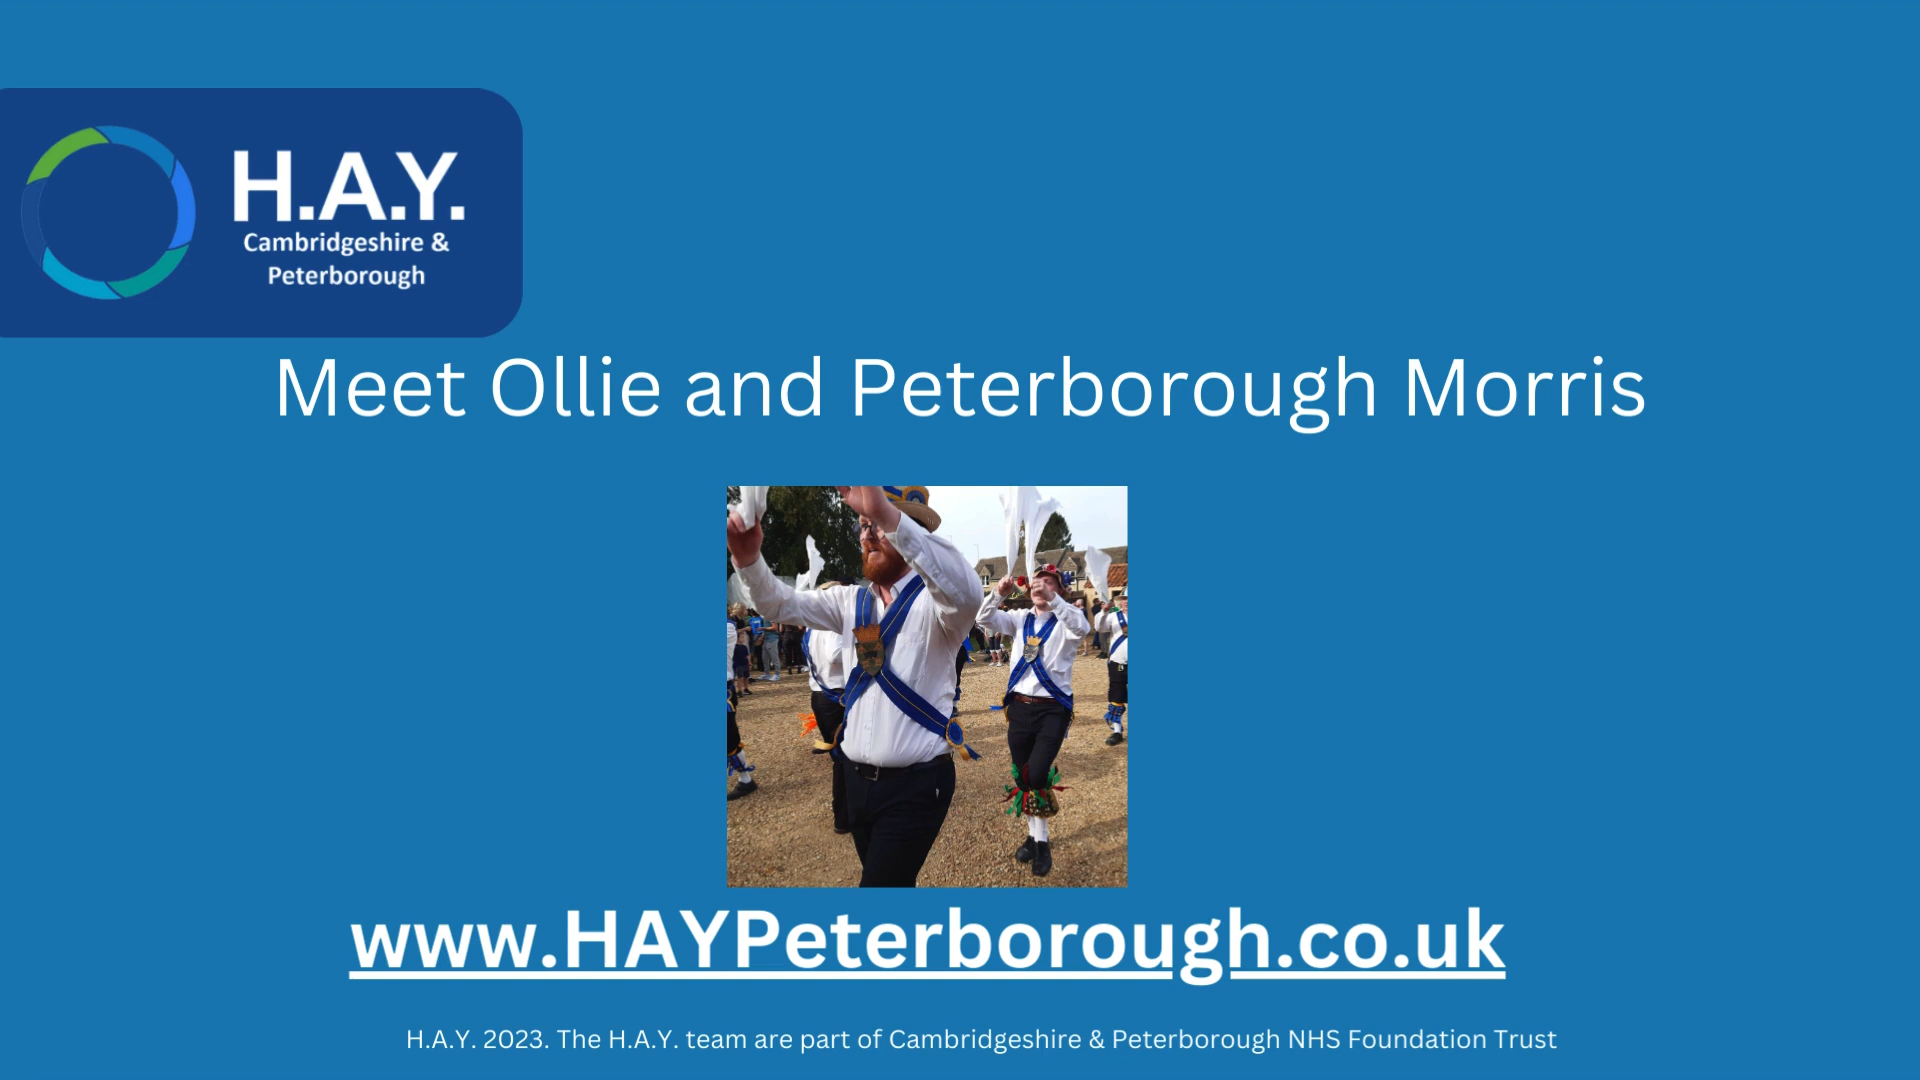 H.A.Y.
Cambridgeshire &
Peterborough
Meet Ollie and Peterborough Morris
www.HAYPeterborough.co.uk
H.A.Y. 2023. The H.A.Y. team are part of Cambridgeshire & Peterborough NHS Foundation Trust